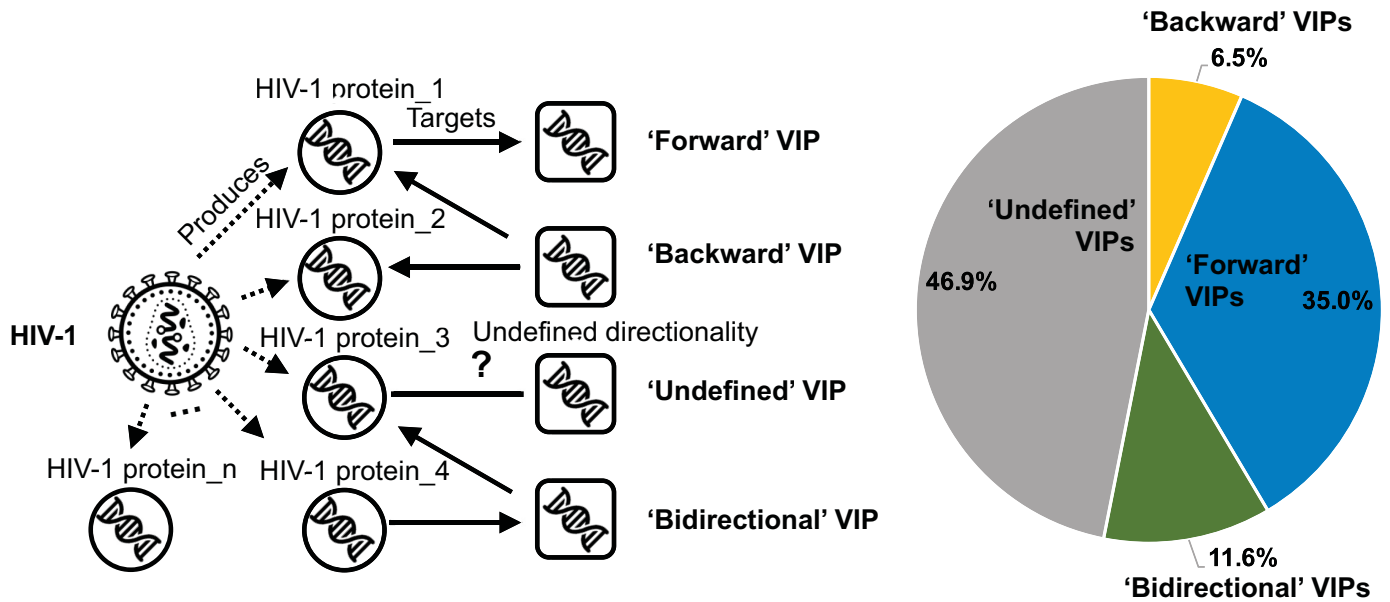 HIV-1 protein_1
Targets
‘Forward’ VIP
Produces
HIV-1 protein_2
‘Backward’ VIP
HIV-1
HIV-1 protein_3
Undefined directionality
?
‘Undefined’ VIP
HIV-1 protein_n
HIV-1 protein_4
‘Bidirectional’ VIP
‘Backward’ VIPs
6.5%
‘Undefined’
VIPs
46.9%
‘Forward’
VIPs
35.0%
11.6%
‘Bidirectional’ VIPs